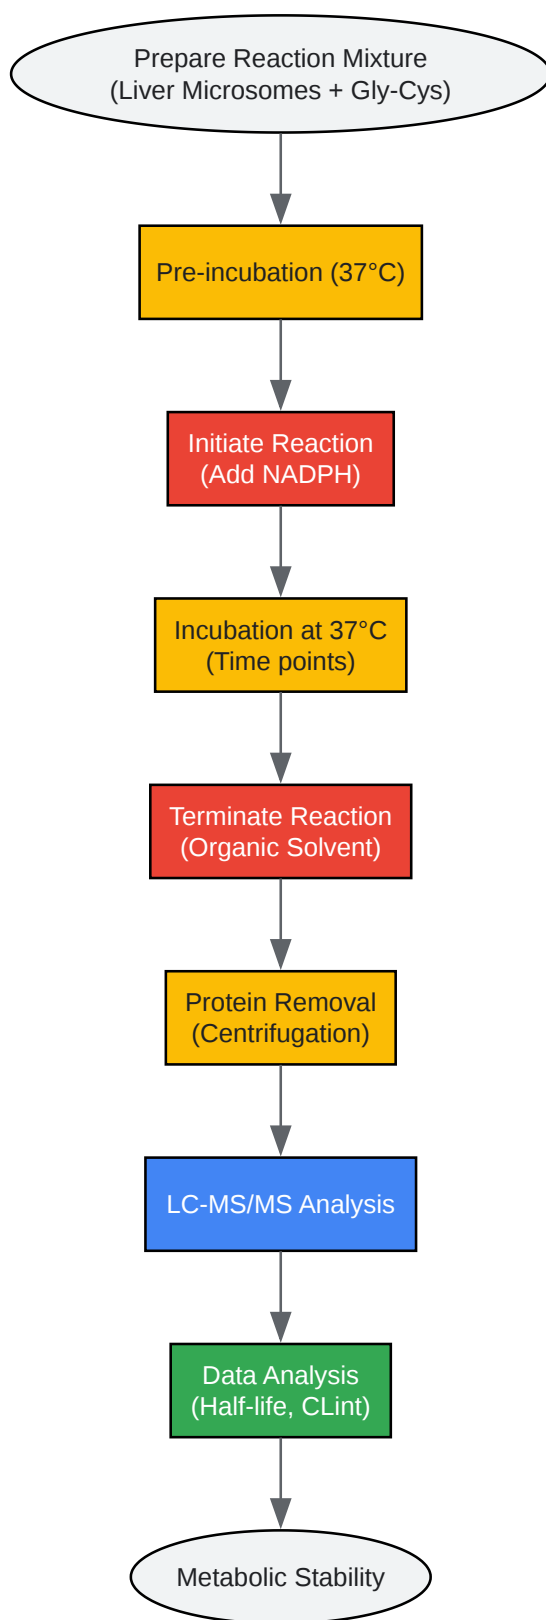 Prepare Reaction Mixture
(Liver Microsomes + Gly-Cys)
Pre-incubation (37°C)
Initiate Reaction
(Add NADPH)
Incubation at 37°C
(Time points)
Terminate Reaction
(Organic Solvent)
Protein Removal
(Centrifugation)
LC-MS/MS Analysis
Data Analysis
(Half-life, CLint)
Metabolic Stability